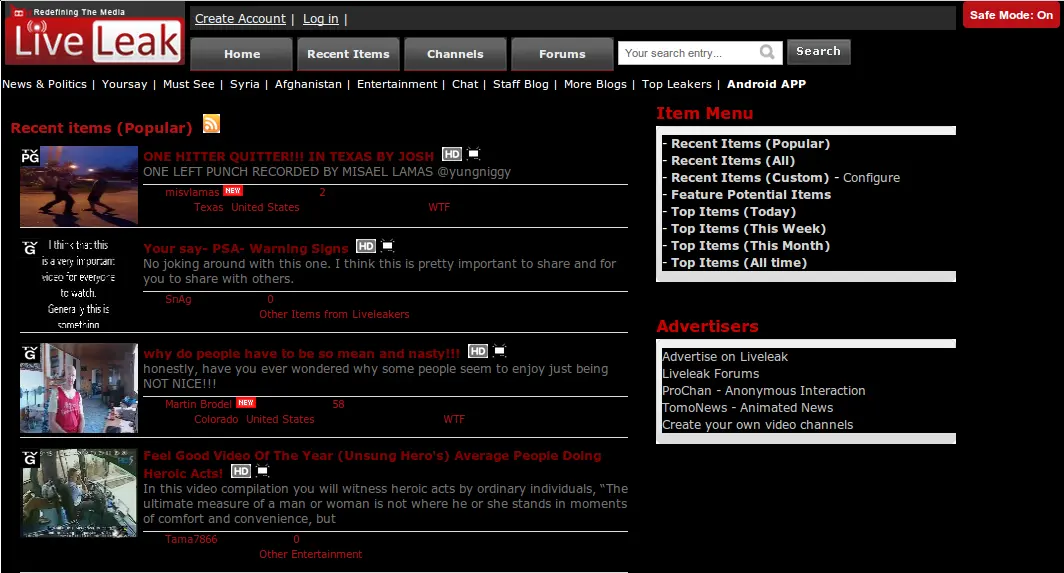 Redefining The Media
LiveLeak
Create Account | Log in |
Safe Mode: On
Home
Recent Items
Channels
Forums
Your search entry...
Search
News & Politics | Yoursay | Must See | Syria | Afghanistan | Entertainment | Chat | Staff Blog | More Blogs | Top Leakers | Android APP
Recent items (Popular)
TV PG
ONE HITTER QUITTER!!! IN TEXAS BY JOSH HD
ONE LEFT PUNCH RECORDED BY MISAEL LAMAS @yungniggy
misvlamas NEW 2
Texas United States WTF
TV G
I think that this
is a very important
video for everyone
to watch.
Generally this is
something
Your say- PSA- Warning Signs HD
No joking around with this one. I think this is pretty important to share and for
you to share with others.
SnAg 0
Other Items from Liveleakers
TV G
why do people have to be so mean and nasty!!! HD
honestly, have you ever wondered why some people seem to enjoy just being
NOT NICE!!!
Martin Brodel NEW 58
Colorado United States WTF
TV G
Feel Good Video Of The Year (Unsung Hero's) Average People Doing
Heroic Acts! HD
In this video compilation you will witness heroic acts by ordinary individuals, “The
ultimate measure of a man or woman is not where he or she stands in moments
of comfort and convenience, but
Tama7866 0
Other Entertainment
Item Menu
- Recent Items (Popular)
- Recent Items (All)
- Recent Items (Custom) - Configure
- Feature Potential Items
- Top Items (Today)
- Top Items (This Week)
- Top Items (This Month)
- Top Items (All time)
Advertisers
Advertise on Liveleak
Liveleak Forums
ProChan - Anonymous Interaction
TomoNews - Animated News
Create your own video channels